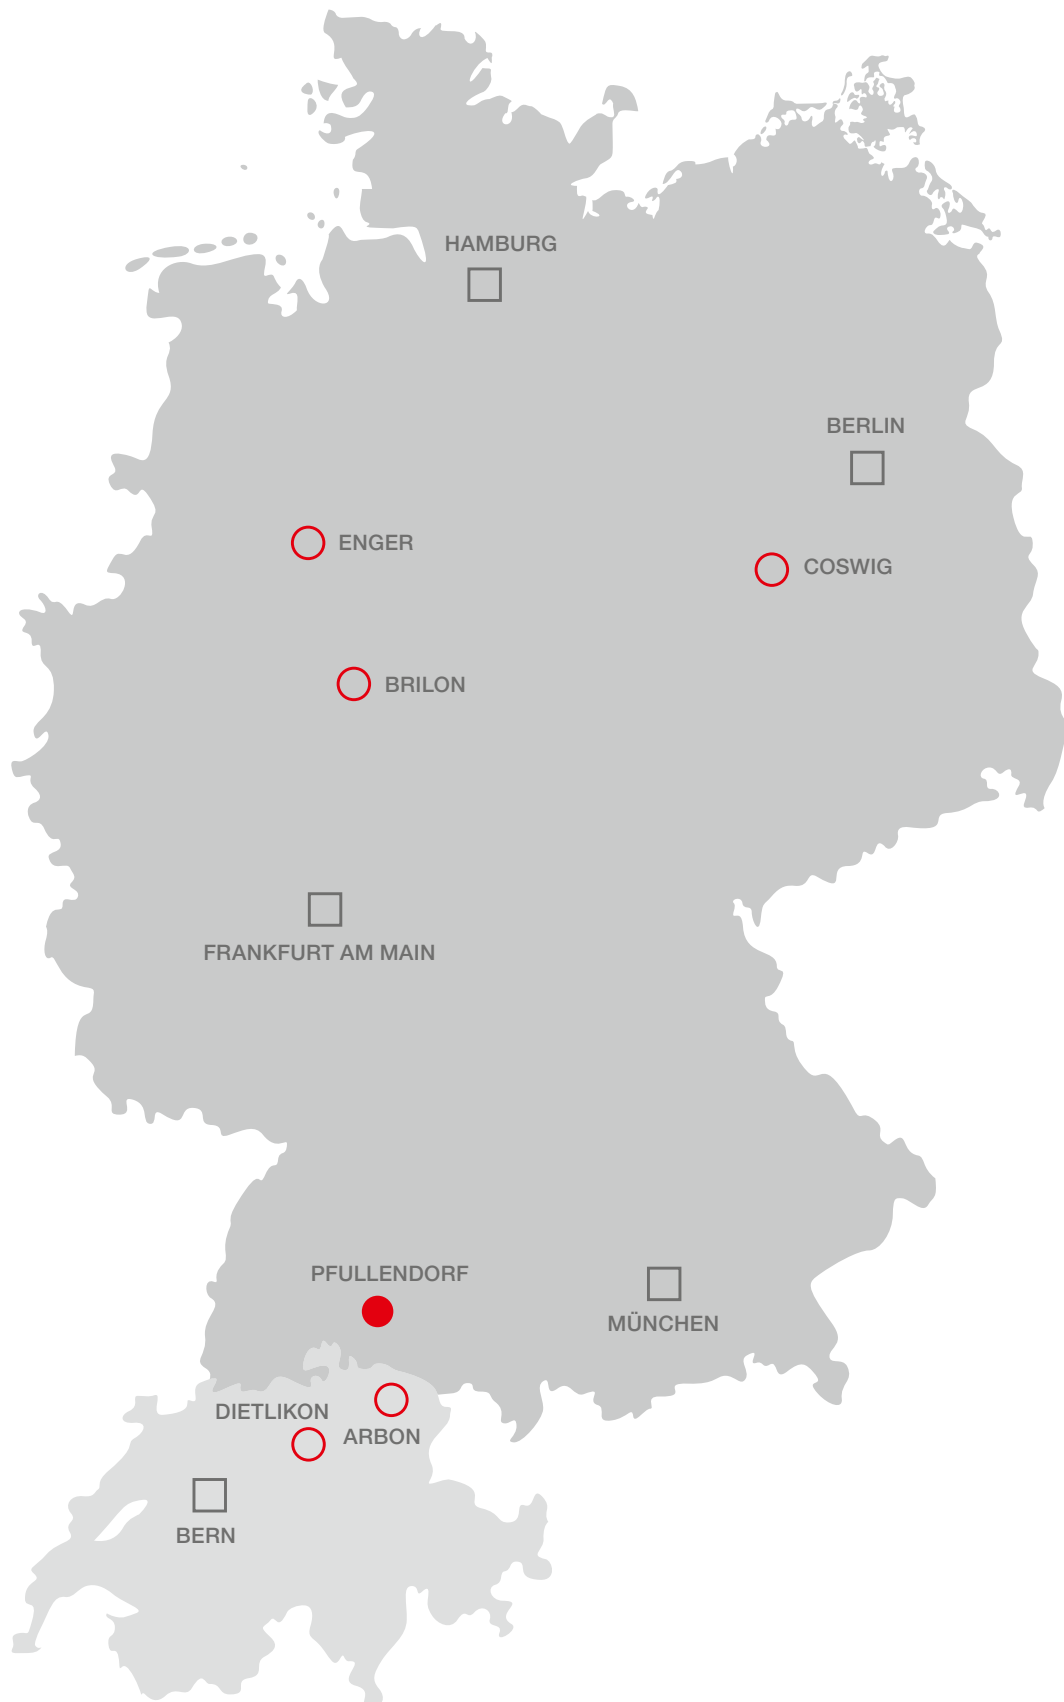 HAMBURG
BERLIN
ENGER
COSWIG
BRILON
FRANKFURT AM MAIN
PFULLENDORF
MÜNCHEN
DIETLIKON
ARBON
BERN